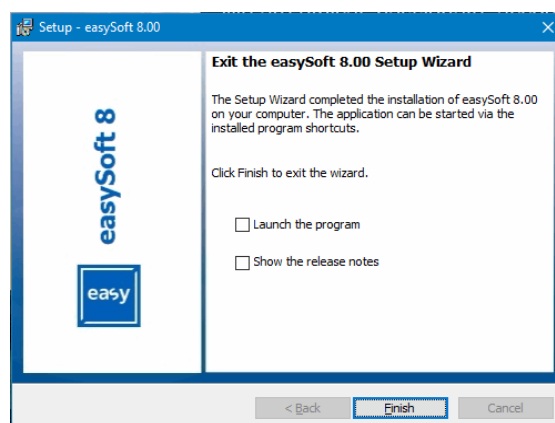 Setup - easySoft 8.00
easySoft 8
easy
Exit the easySoft 8.00 Setup Wizard
The Setup Wizard completed the installation of easySoft 8.00
on your computer. The application can be started via the
installed program shortcuts.
Click Finish to exit the wizard.
Launch the program
Show the release notes
< Back
Finish
Cancel